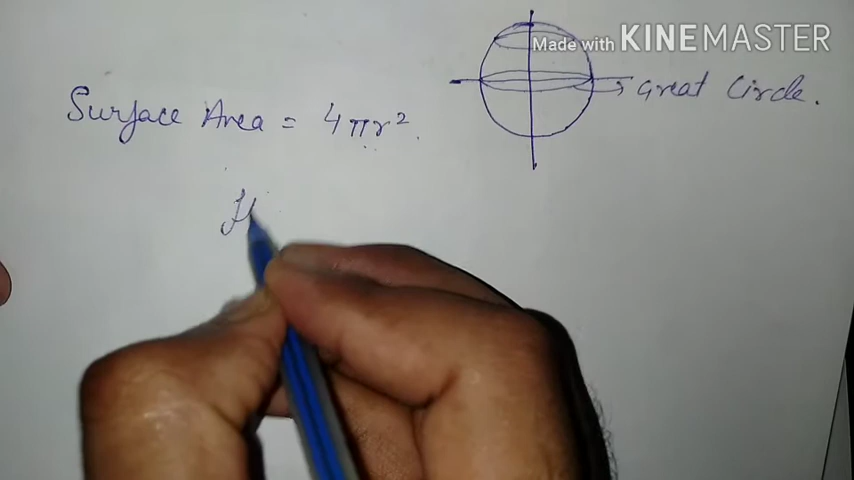 Made with KINEMASTER
Great Circle.
Surface Area = 4πr².